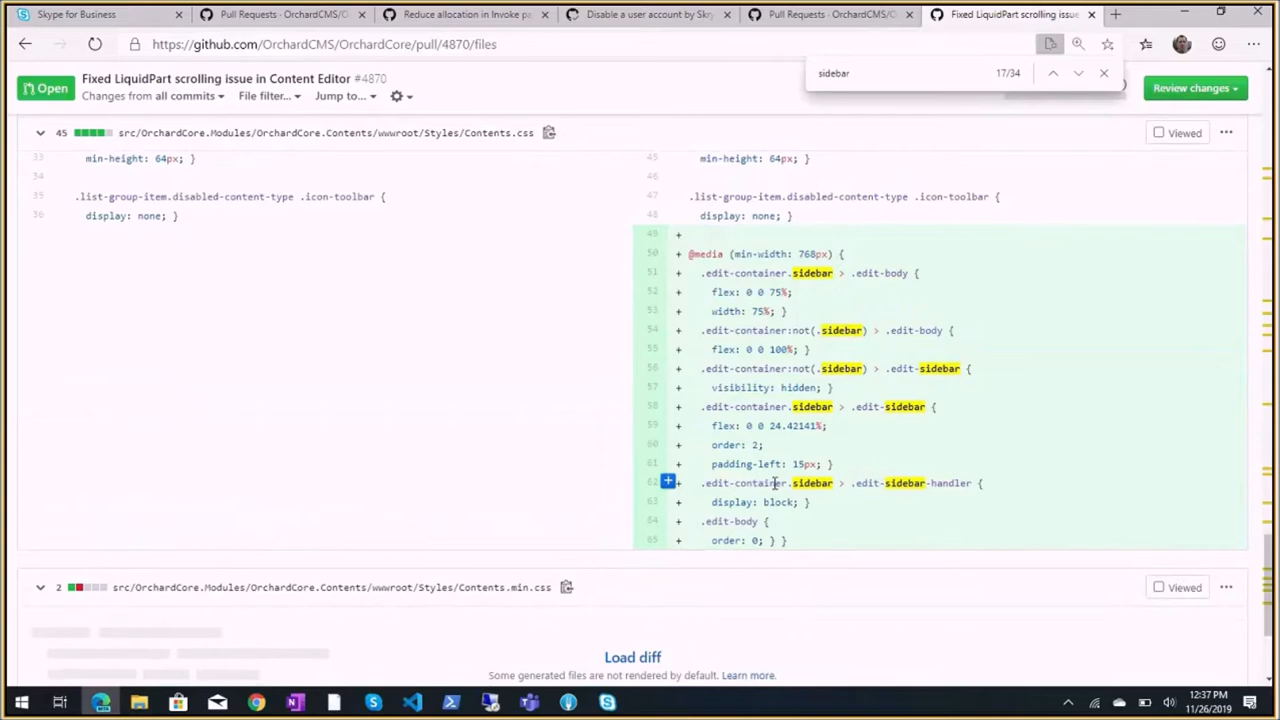 Skype for Business
Pull Requests · OrchardCMS/O
Reduce allocation in Invoke pa
Disable a user account by Skry
Pull Requests · OrchardCMS/O
Fixed LiquidPart scrolling issue
https://github.com/OrchardCMS/OrchardCore/pull/4870/files
sidebar
17/34
Open
Fixed LiquidPart scrolling issue in Content Editor #4870
Changes from all commits
File filter...
Jump to...
Review changes
45
src/OrchardCore.Modules/OrchardCore.Contents/wwwroot/Styles/Contents.css
Viewed
33 min-height: 64px; }
34
35 .list-group-item.disabled-content-type .icon-toolbar {
36 display: none; }
45 min-height: 64px; }
46
47 .list-group-item.disabled-content-type .icon-toolbar {
48 display: none; }
49 +
50 + @media (min-width: 768px) {
51 + .edit-container.sidebar > .edit-body {
52 + flex: 0 0 75%;
53 + width: 75%; }
54 + .edit-container:not(.sidebar) > .edit-body {
55 + flex: 0 0 100%; }
56 + .edit-container:not(.sidebar) > .edit-sidebar {
57 + visibility: hidden; }
58 + .edit-container.sidebar > .edit-sidebar {
59 + flex: 0 0 24.42141%;
60 + order: 2;
61 + padding-left: 15px; }
62 + .edit-container.sidebar > .edit-sidebar-handler {
63 + display: block; }
64 + .edit-body {
65 + order: 0; } }
2
src/OrchardCore.Modules/OrchardCore.Contents/wwwroot/Styles/Contents.min.css
Viewed
Load diff
Some generated files are not rendered by default. Learn more.
12:37 PM
11/26/2019